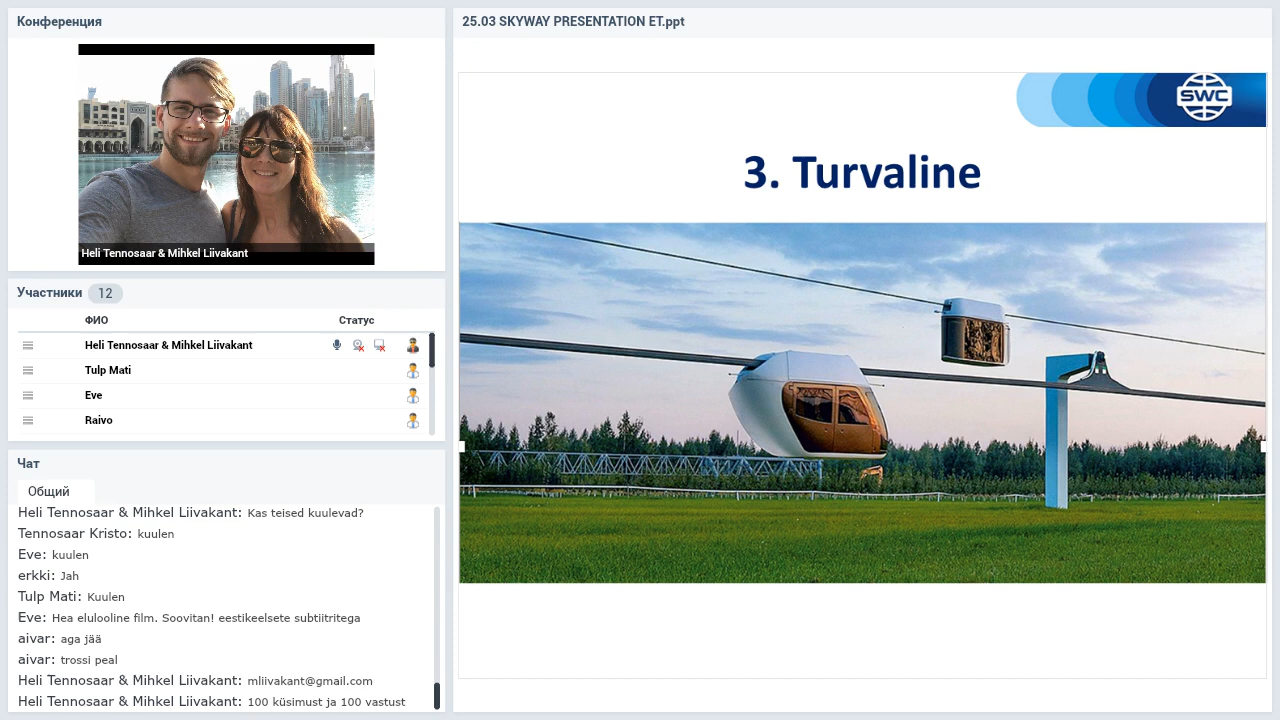 Конференция
Heli Tennosaar & Mihkel Liivakant
Участники 12
ФИО Статус
Heli Tennosaar & Mihkel Liivakant
Tulp Mati
Eve
Raivo
Чат
Общий
Heli Tennosaar & Mihkel Liivakant: Kas teised kuulevad?
Tennosaar Kristo: kuulen
Eve: kuulen
erkki: Jah
Tulp Mati: Kuulen
Eve: Hea elulooline film. Soovitan! eestikeelsete subtiitritega
aivar: aga jää
aivar: trossi peal
Heli Tennosaar & Mihkel Liivakant: mliivakant@gmail.com
Heli Tennosaar & Mihkel Liivakant: 100 küsimust ja 100 vastust
25.03 SKYWAY PRESENTATION ET.ppt
SWC
3. Turvaline